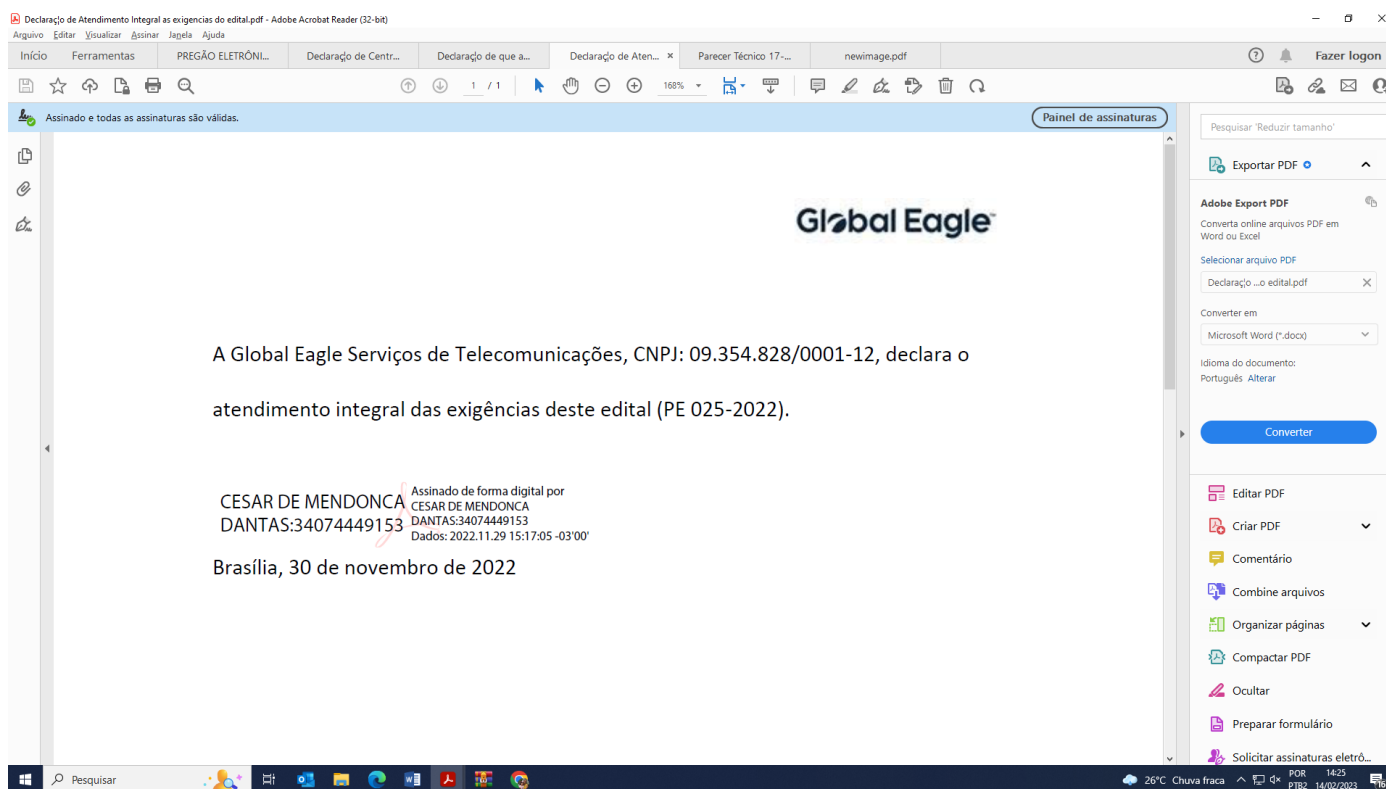 Declaraç¦o de Atendimento Integral as exigencias do edital.pdf - Adobe Acrobat Reader (32-bit)
Arquivo Editar Visualizar Assinar Janela Ajuda
Início Ferramentas PREGÃO ELETRÔNI... Declaraç¦o de Centr... Declaraç¦o de que a... Declaraç¦o de Aten... × Parecer Técnico 17-... newimage.pdf Fazer logon
1 / 1 168%
Assinado e todas as assinaturas são válidas. Painel de assinaturas
Global Eagle
A Global Eagle Serviços de Telecomunicações, CNPJ: 09.354.828/0001-12, declara o
atendimento integral das exigências deste edital (PE 025-2022).
CESAR DE MENDONCA
DANTAS:34074449153
Assinado de forma digital por
CESAR DE MENDONCA
DANTAS:34074449153
Dados: 2022.11.29 15:17:05 -03'00'
Brasília, 30 de novembro de 2022
Pesquisar 'Reduzir tamanho'
Exportar PDF
Adobe Export PDF
Converta online arquivos PDF em
Word ou Excel
Selecionar arquivo PDF
Declaraç¦o ...o edital.pdf
Converter em
Microsoft Word (*.docx)
Idioma do documento:
Português Alterar
Converter
Editar PDF
Criar PDF
Comentário
Combine arquivos
Organizar páginas
Compactar PDF
Ocultar
Preparar formulário
Solicitar assinaturas eletrô...
Pesquisar
26°C Chuva fraca
POR
PTB2
14:25
14/02/2023
16